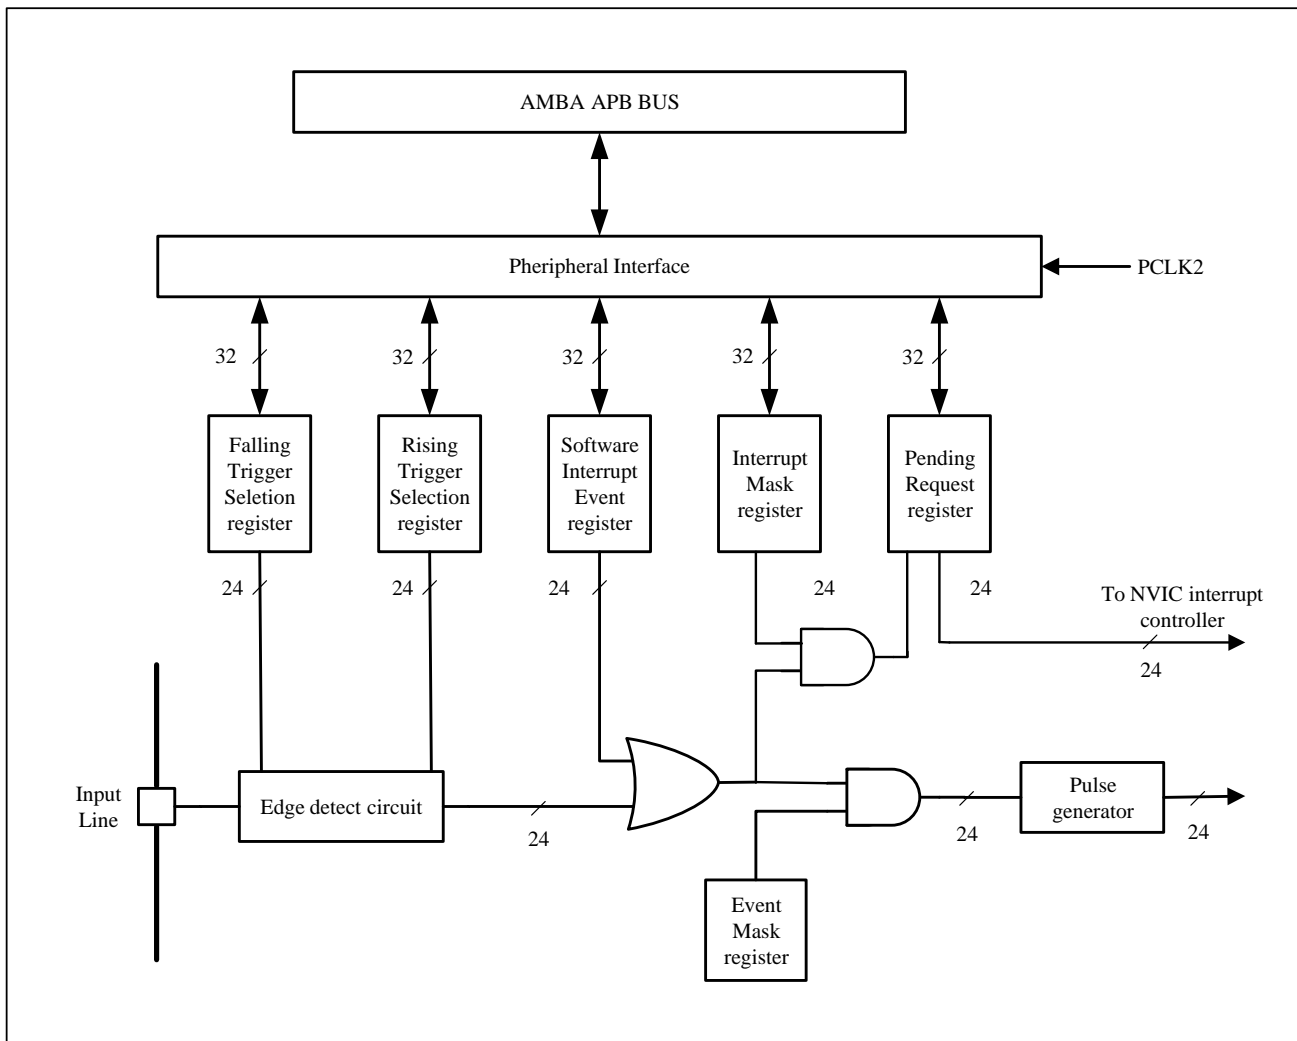 AMBA APB BUS
Pheripheral Interface
PCLK2
32
32
32
32
32
Falling
Trigger
Seletion
register
Rising
Trigger
Selection
register
Software
Interrupt
Event
register
Interrupt
Mask
register
Pending
Request
register
24
24
24
24
24
To NVIC interrupt
controller
24
Input
Line
Edge detect circuit
24
24
Pulse
generator
24
Event
Mask
register